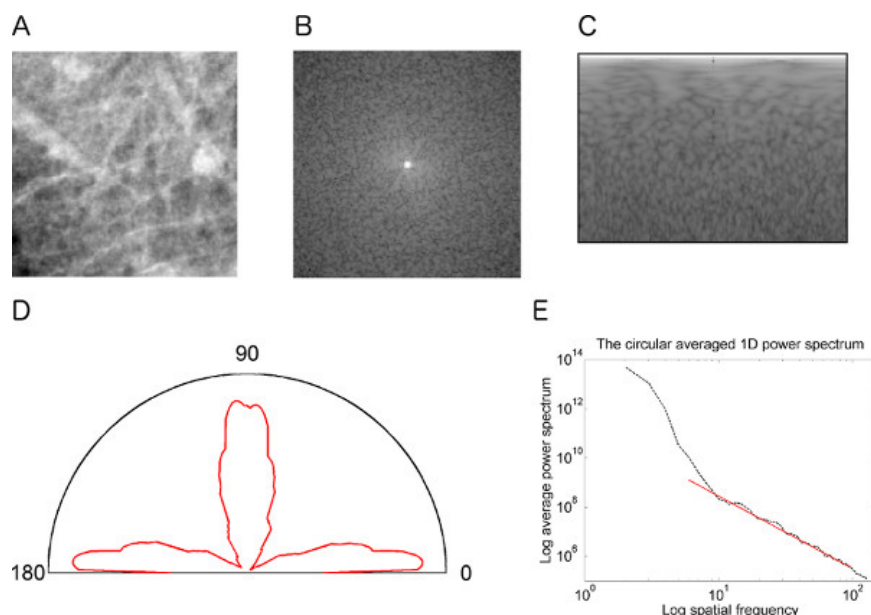 A
B
C
D
90
180
0
E
The circular averaged 1D power spectrum
Log average power spectrum
10^14
10^12
10^10
10^8
10^6
10^0
10^1
10^2
Log spatial frequency